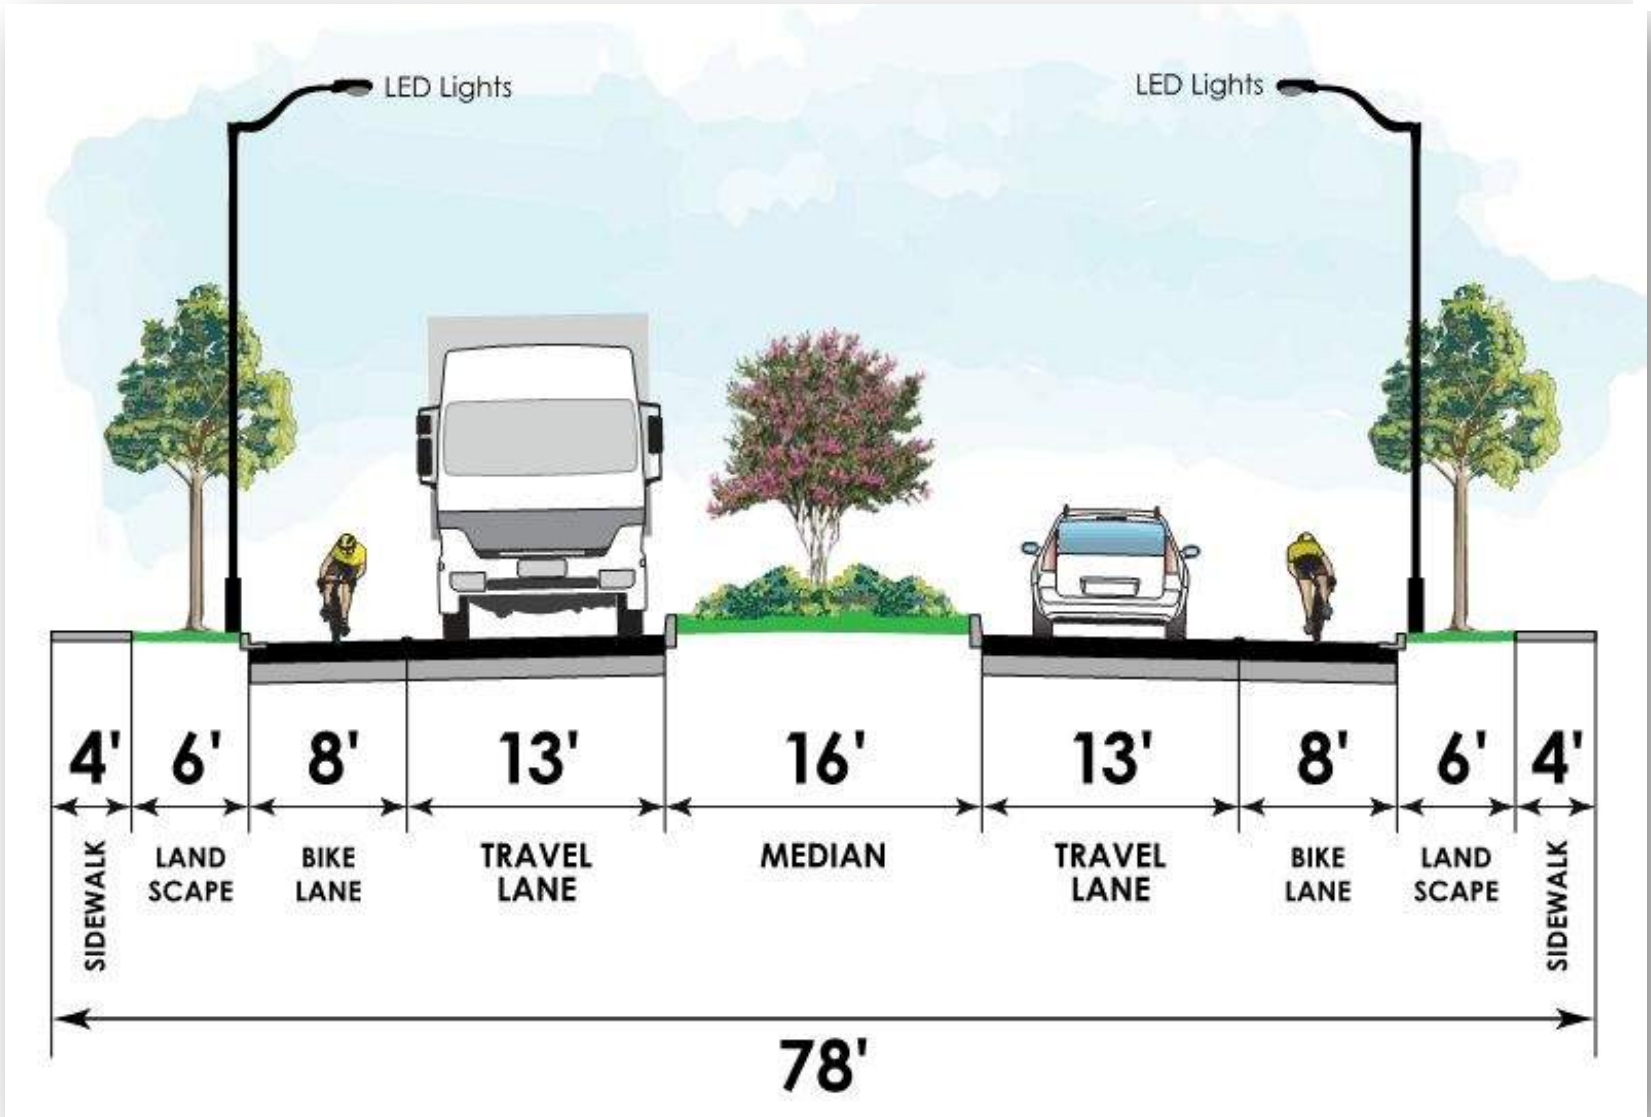 LED Lights
LED Lights
4' 6' 8' 13' 16' 13' 8' 6' 4'
SIDEWALK
LAND
SCAPE
BIKE
LANE
TRAVEL
LANE
MEDIAN
TRAVEL
LANE
BIKE
LANE
LAND
SCAPE
SIDEWALK
78'